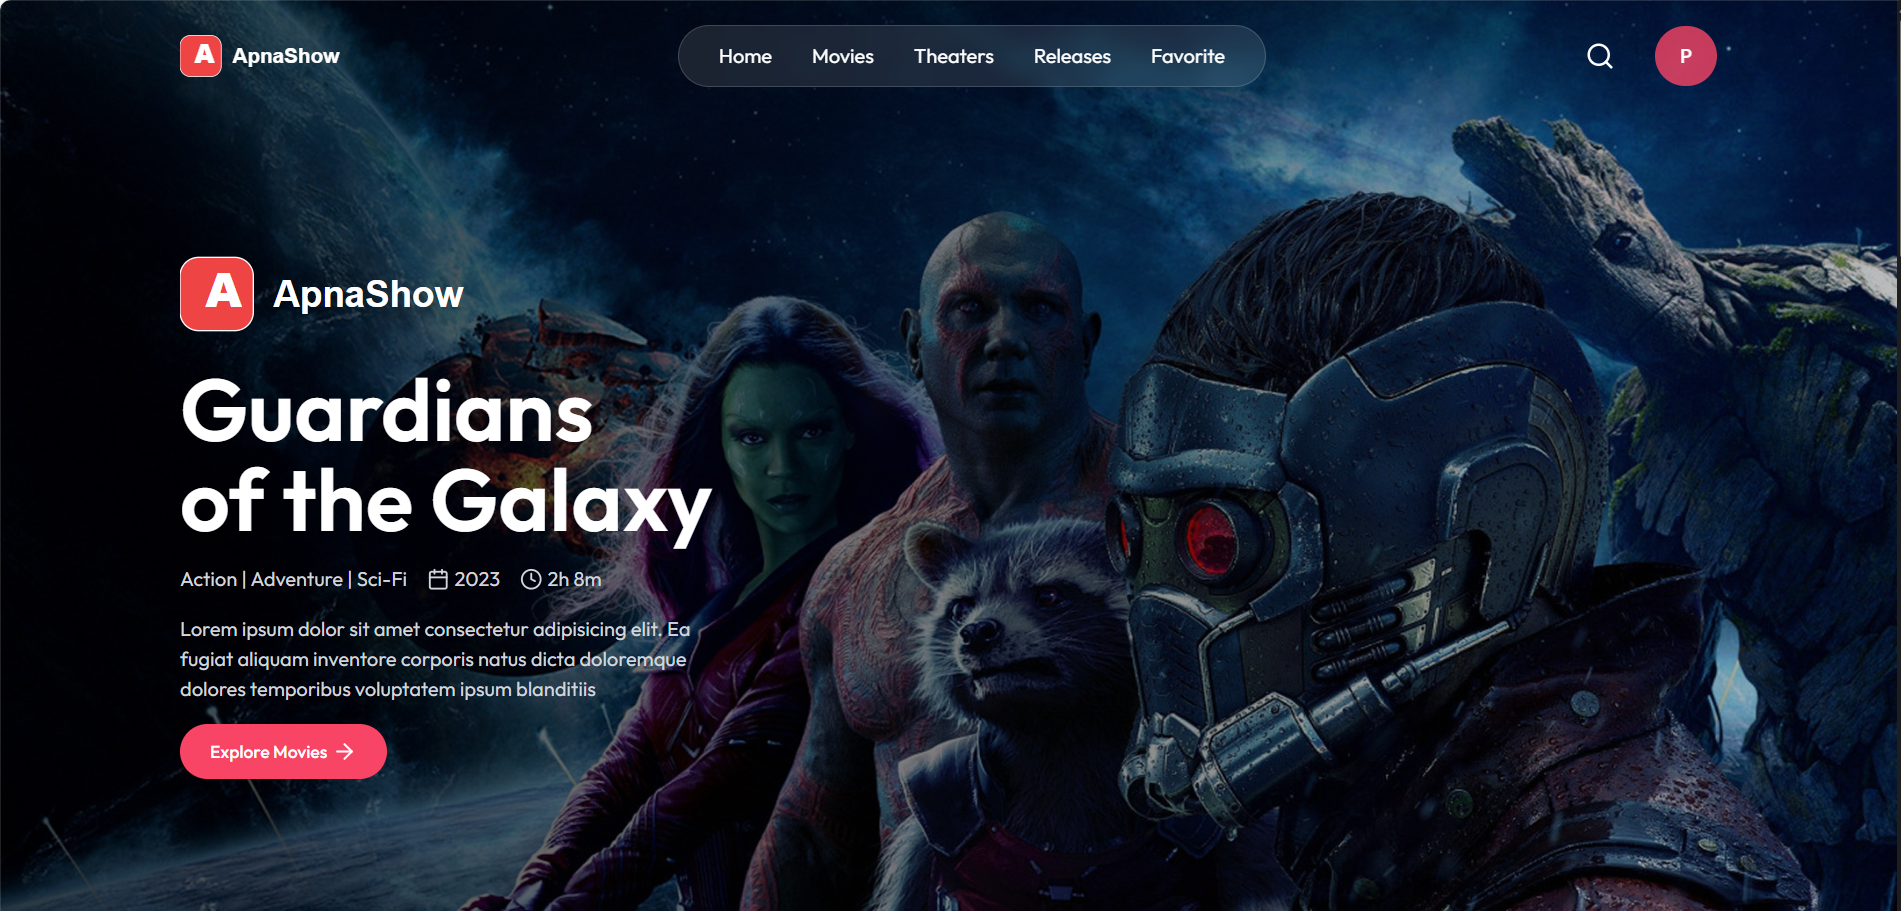 A ApnaShow
Home Movies Theaters Releases Favorite
P
A ApnaShow
Guardians
of the Galaxy
Action | Adventure | Sci-Fi 2023 2h 8m
Lorem ipsum dolor sit amet consectetur adipisicing elit. Ea
fugiat aliquam inventore corporis natus dicta doloremque
dolores temporibus voluptatem ipsum blanditiis
Explore Movies